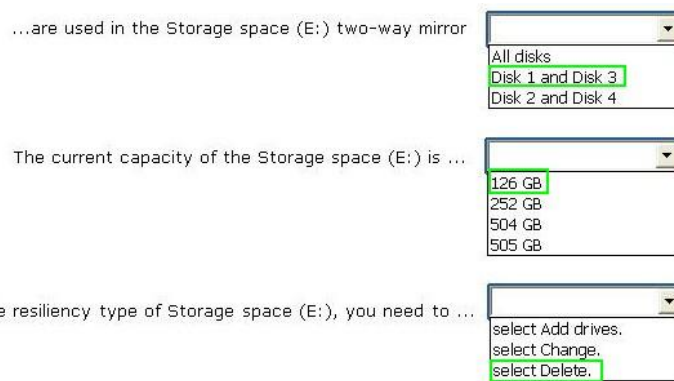 ...are used in the Storage space (E:) two-way mirror
All disks
Disk 1 and Disk 3
Disk 2 and Disk 4
The current capacity of the Storage space (E:) is ...
126 GB
252 GB
504 GB
505 GB
resiliency type of Storage space (E:), you need to ...
select Add drives.
select Change.
select Delete.